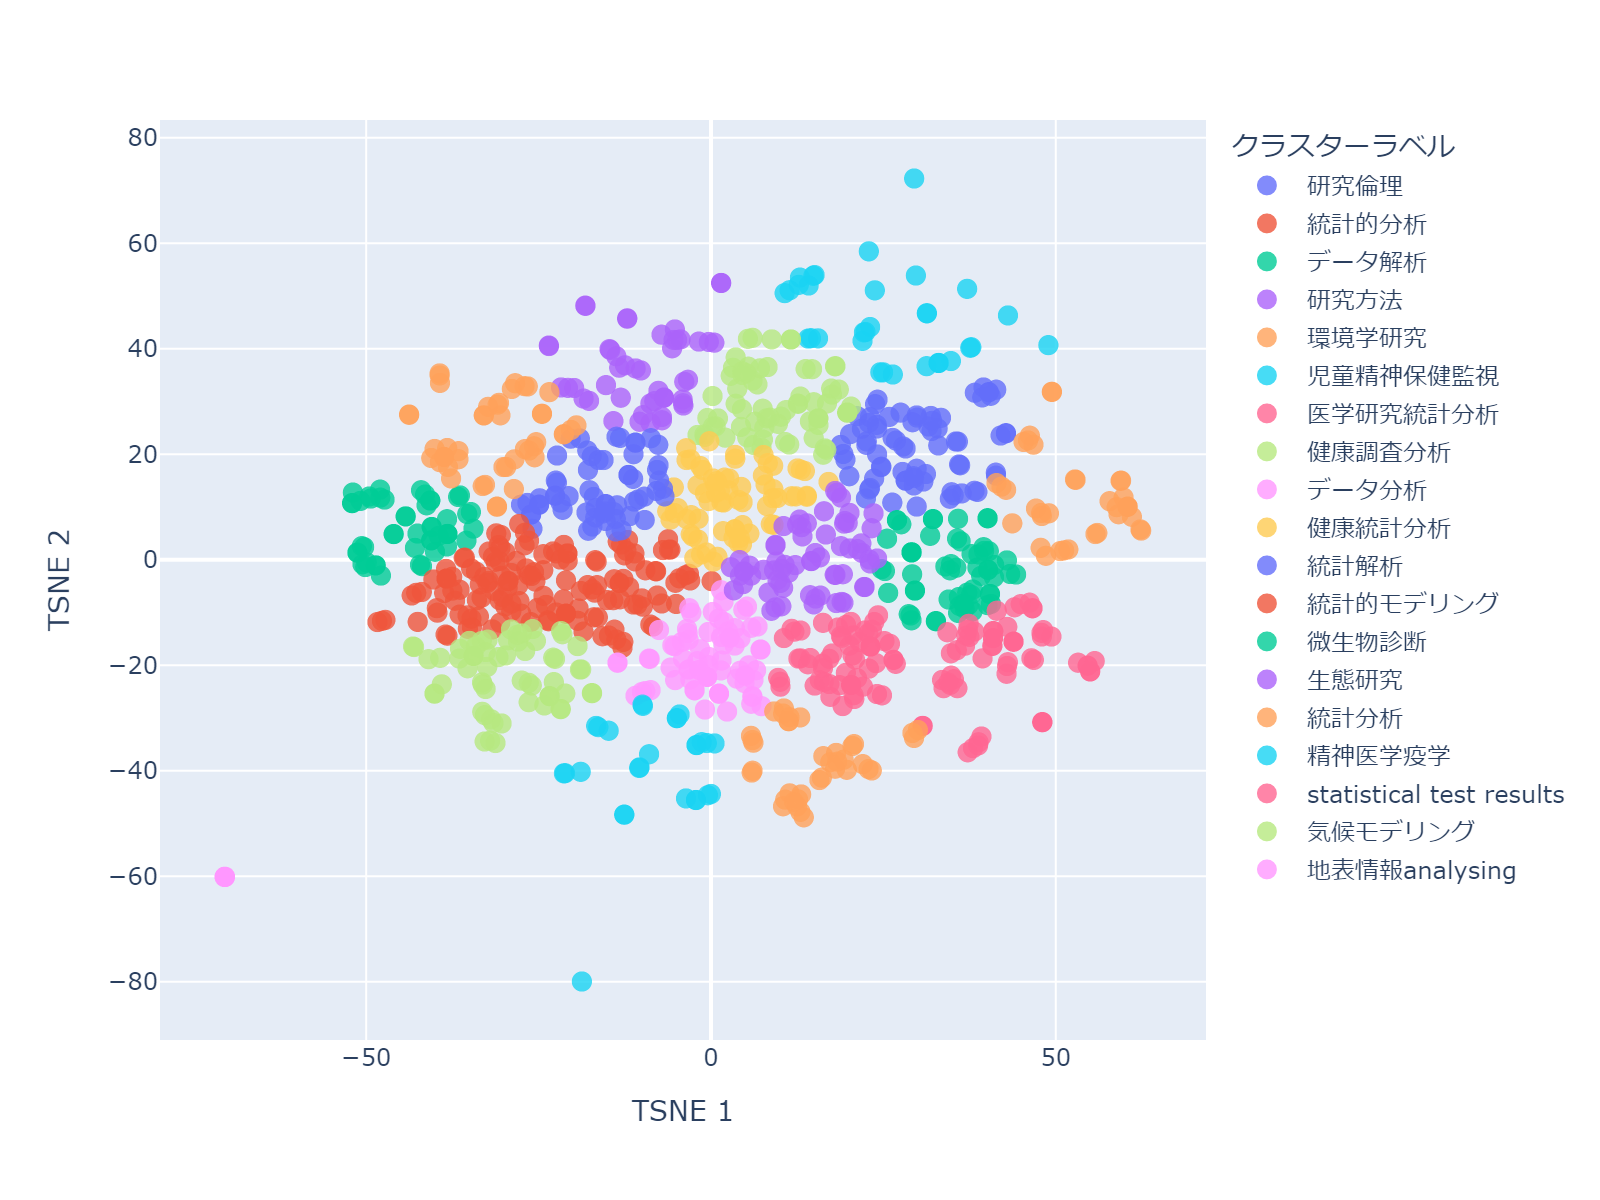 80
60
40
20
0
−20
−40
−60
−80
−50
0
50
TSNE 1
TSNE 2
クラスターラベル
研究倫理
統計的分析
データ解析
研究方法
環境学研究
児童精神保健監視
医学研究統計分析
健康調査分析
データ分析
健康統計分析
統計解析
統計的モデリング
微生物診断
生態研究
統計分析
精神医学疫学
statistical test results
気候モデリング
地表情報analysing